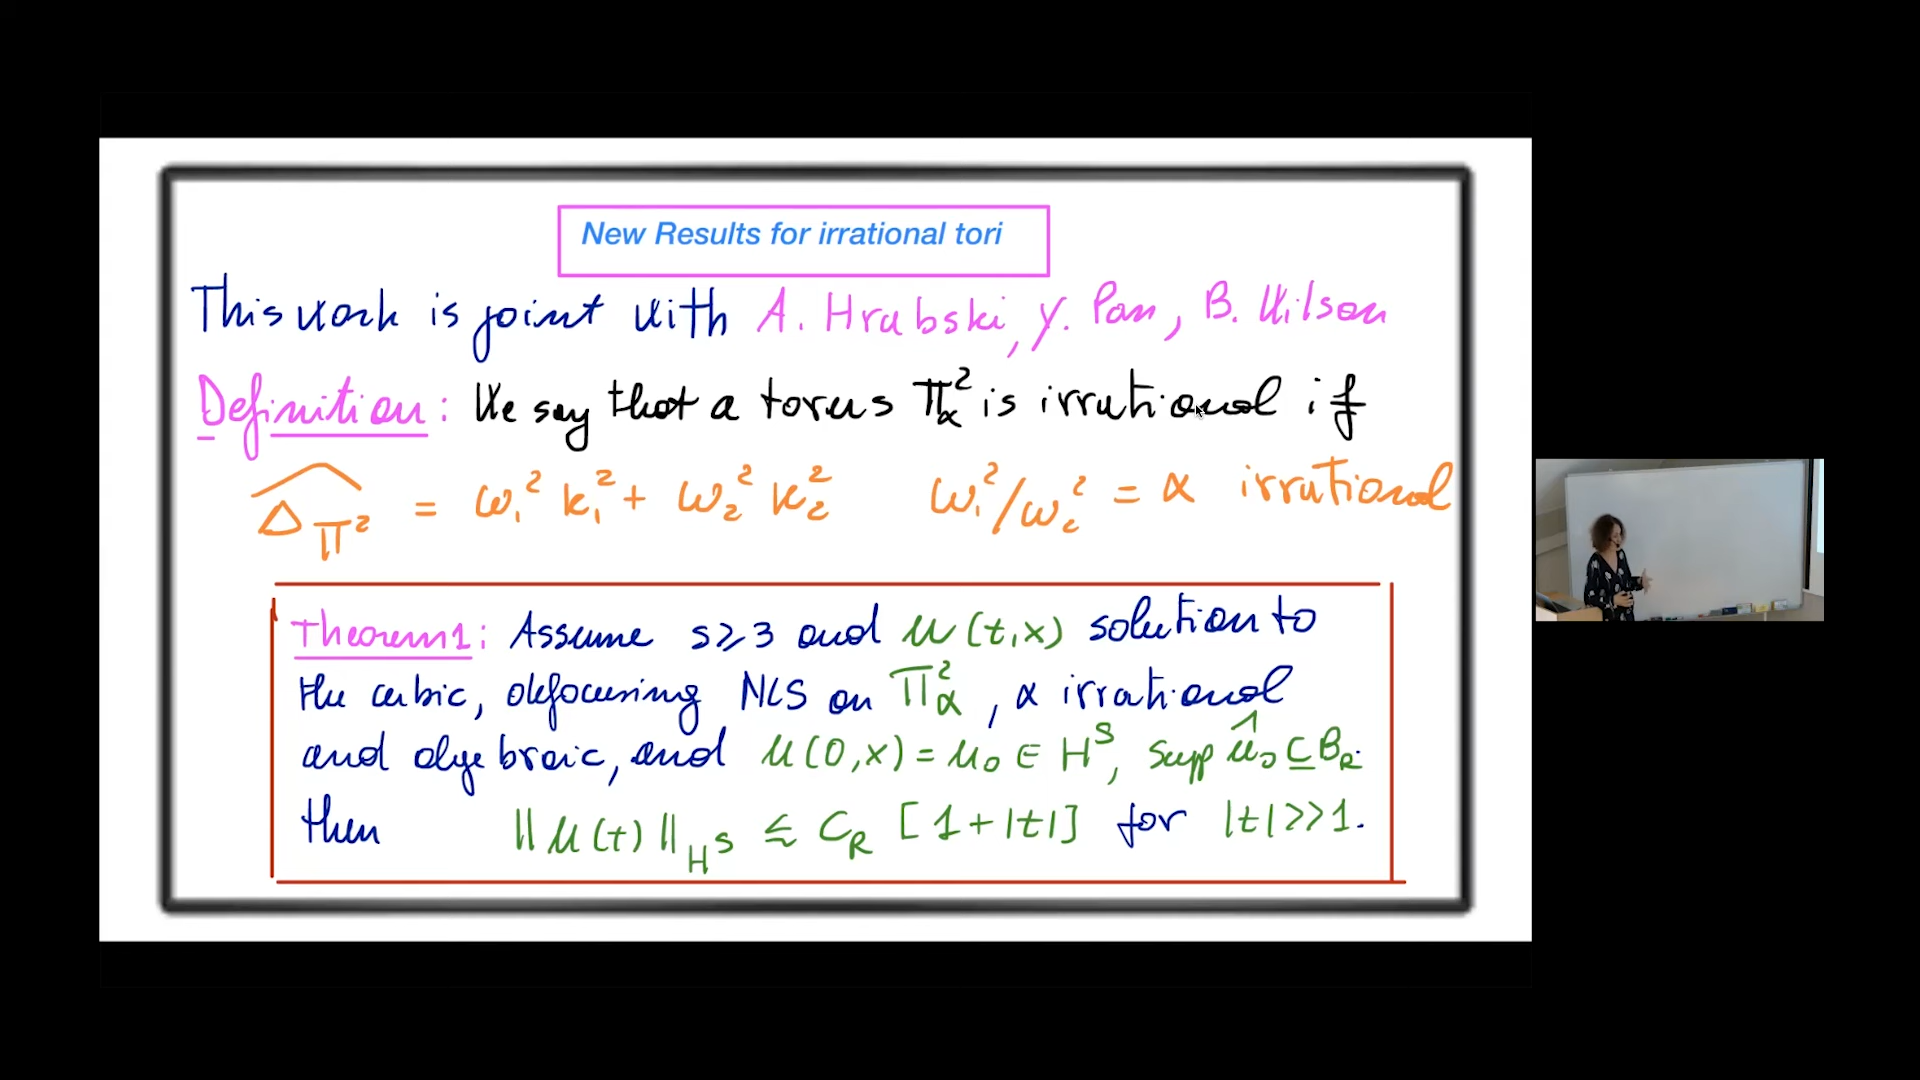 New Results for irrational tori
This work is joint with A. Hrabski, Y. Pan, B. Wilson
Definition: We say that a torus 𝕋²_α is irrational if
Δ̂_𝕋² = ω₁² k₁² + ω₂² k₂² ω₁²/ω₂² = α irrational
Theorem1: Assume s ≥ 3 and u(t,x) solution to
the cubic, defocusing NLS on 𝕋²_α, α irrational
and algebraic, and u(0,x) = u₀ ∈ Hˢ, supp û₀ ⊆ B_R
then ‖u(t)‖_Hˢ ≲ C_R [1+|t|] for |t|>>1.